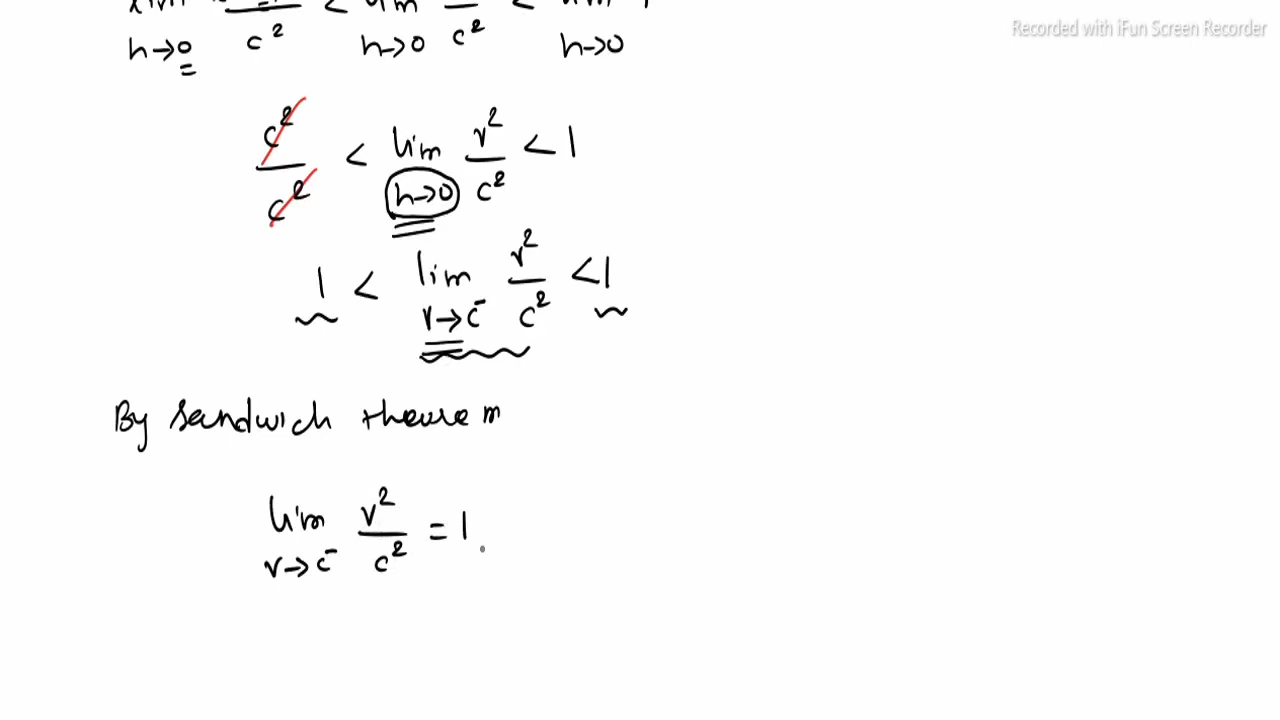 Recorded with iFun Screen Recorder
h→0 c² h→0 c² h→0
c²/c² < lim h→0 v²/c² < 1
1 < lim v→c⁻ v²/c² < 1
By sandwich theorem
lim v→c⁻ v²/c² = 1